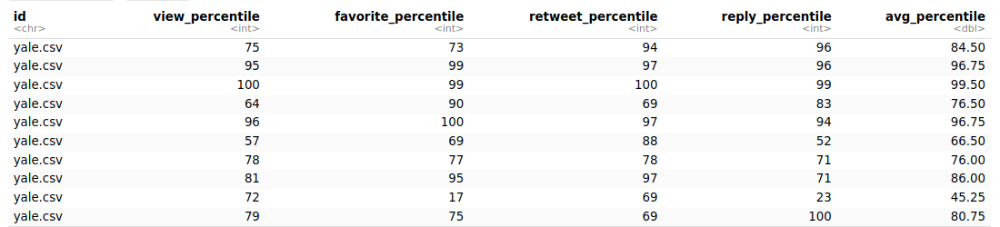 id view_percentile favorite_percentile retweet_percentile reply_percentile avg_percentile
<chr> <int> <int> <int> <int> <dbl>
yale.csv 75 73 94 96 84.50
yale.csv 95 99 97 96 96.75
yale.csv 100 99 100 99 99.50
yale.csv 64 90 69 83 76.50
yale.csv 96 100 97 94 96.75
yale.csv 57 69 88 52 66.50
yale.csv 78 77 78 71 76.00
yale.csv 81 95 97 71 86.00
yale.csv 72 17 69 23 45.25
yale.csv 79 75 69 100 80.75